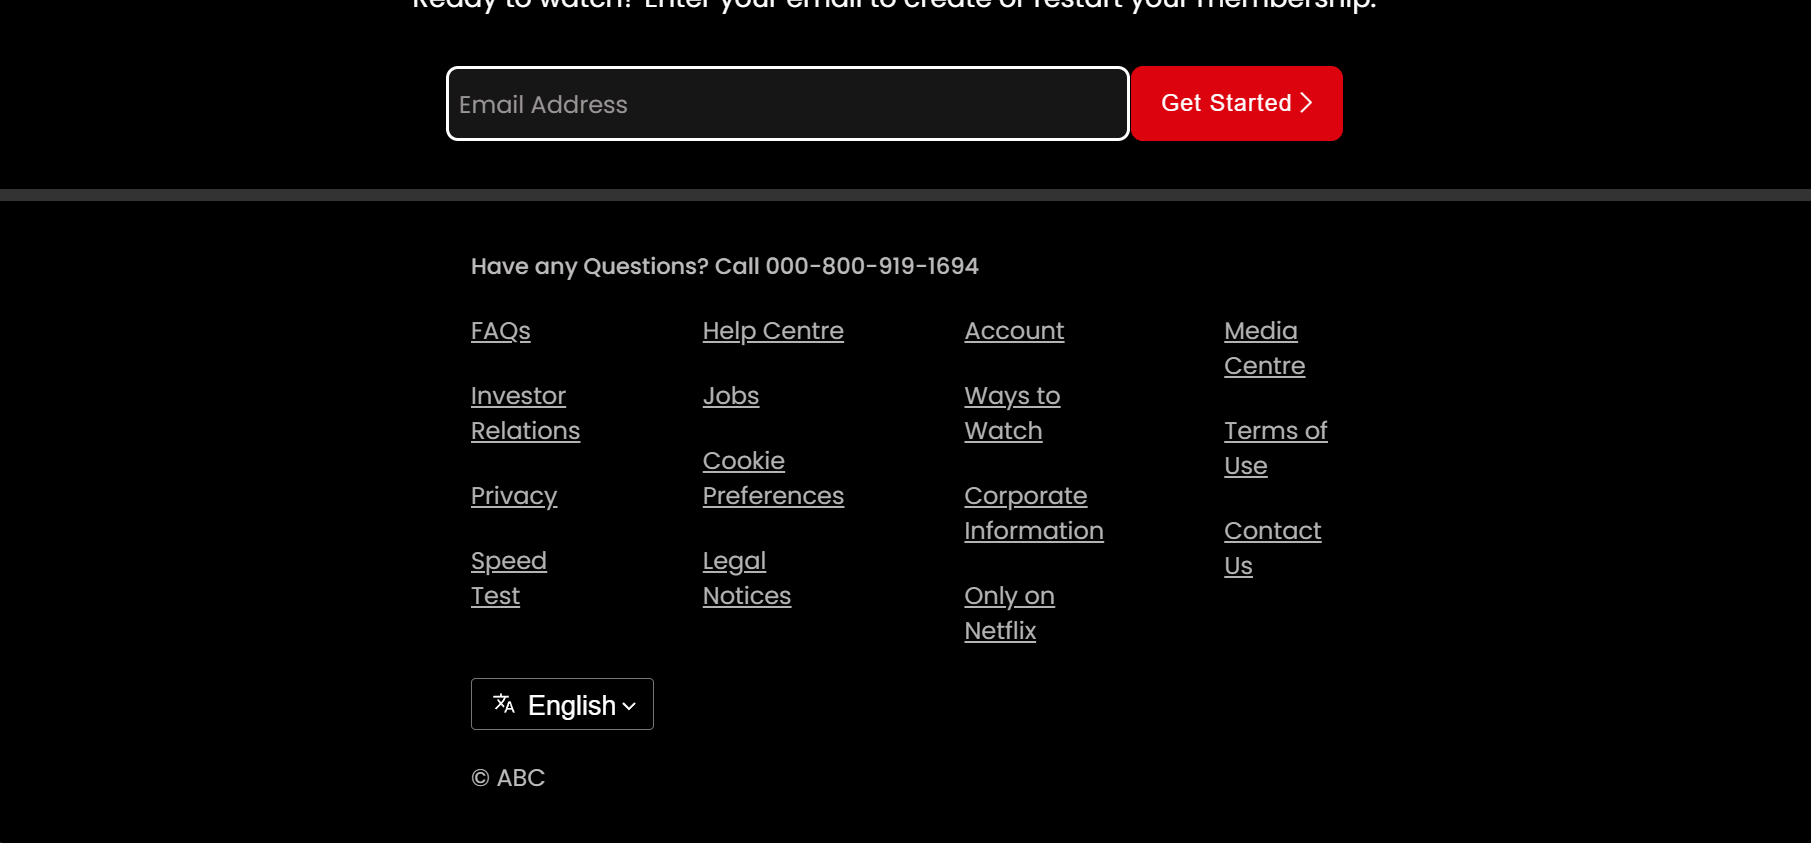 Ready to watch? Enter your email to create or restart your membership.
Email Address
Get Started
Have any Questions? Call 000-800-919-1694
FAQs
Investor
Relations
Privacy
Speed
Test
Help Centre
Jobs
Cookie
Preferences
Legal
Notices
Account
Ways to
Watch
Corporate
Information
Only on
Netflix
Media
Centre
Terms of
Use
Contact
Us
English
© ABC